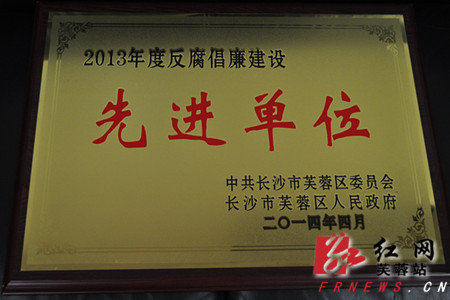 2013年度反腐倡廉建设
先进单位
中共长沙市芙蓉区委员会
长沙市芙蓉区人民政府
二〇一四年四月
红网
芙蓉站
FRNEWS.CN